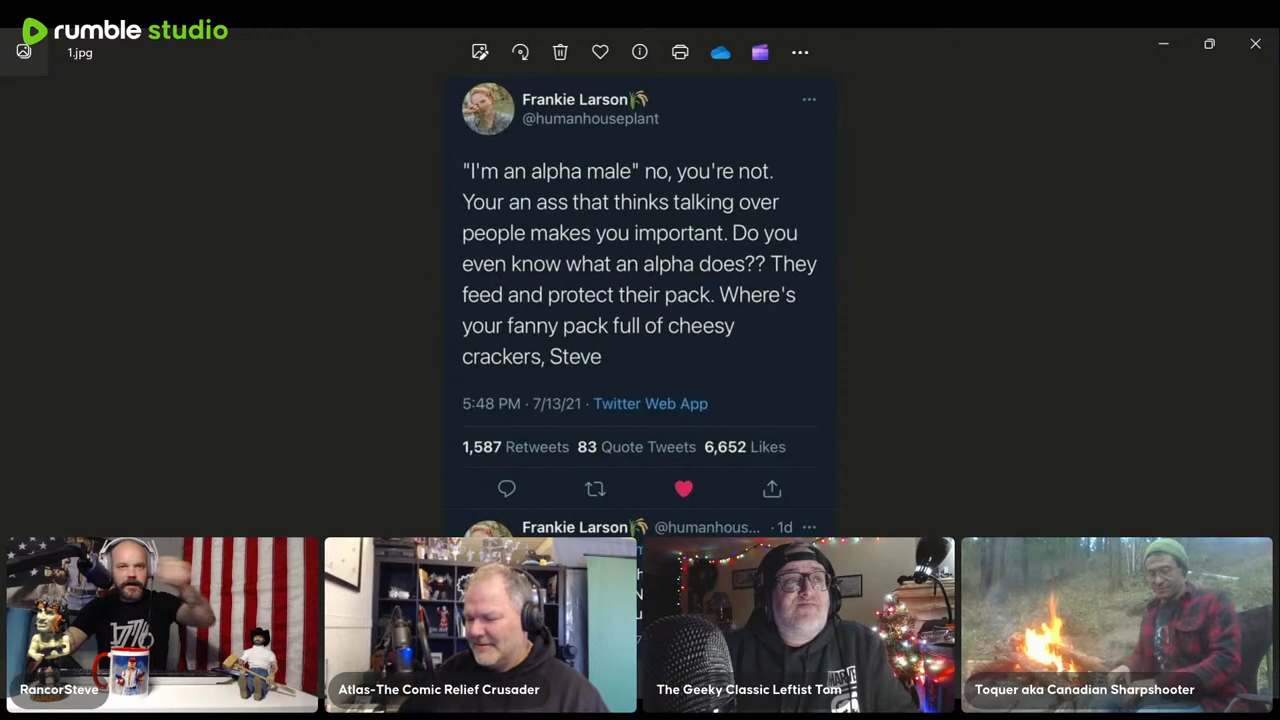 rumble studio
1.jpg
Frankie Larson
@humanhouseplant
"I'm an alpha male" no, you're not.
Your an ass that thinks talking over
people makes you important. Do you
even know what an alpha does?? They
feed and protect their pack. Where's
your fanny pack full of cheesy
crackers, Steve
5:48 PM · 7/13/21 · Twitter Web App
1,587 Retweets 83 Quote Tweets 6,652 Likes
Frankie Larson @humanhous... · 1d
1776
RancorSteve
Atlas-The Comic Relief Crusader
The Geeky Classic Leftist Tom
Toquer aka Canadian Sharpshooter